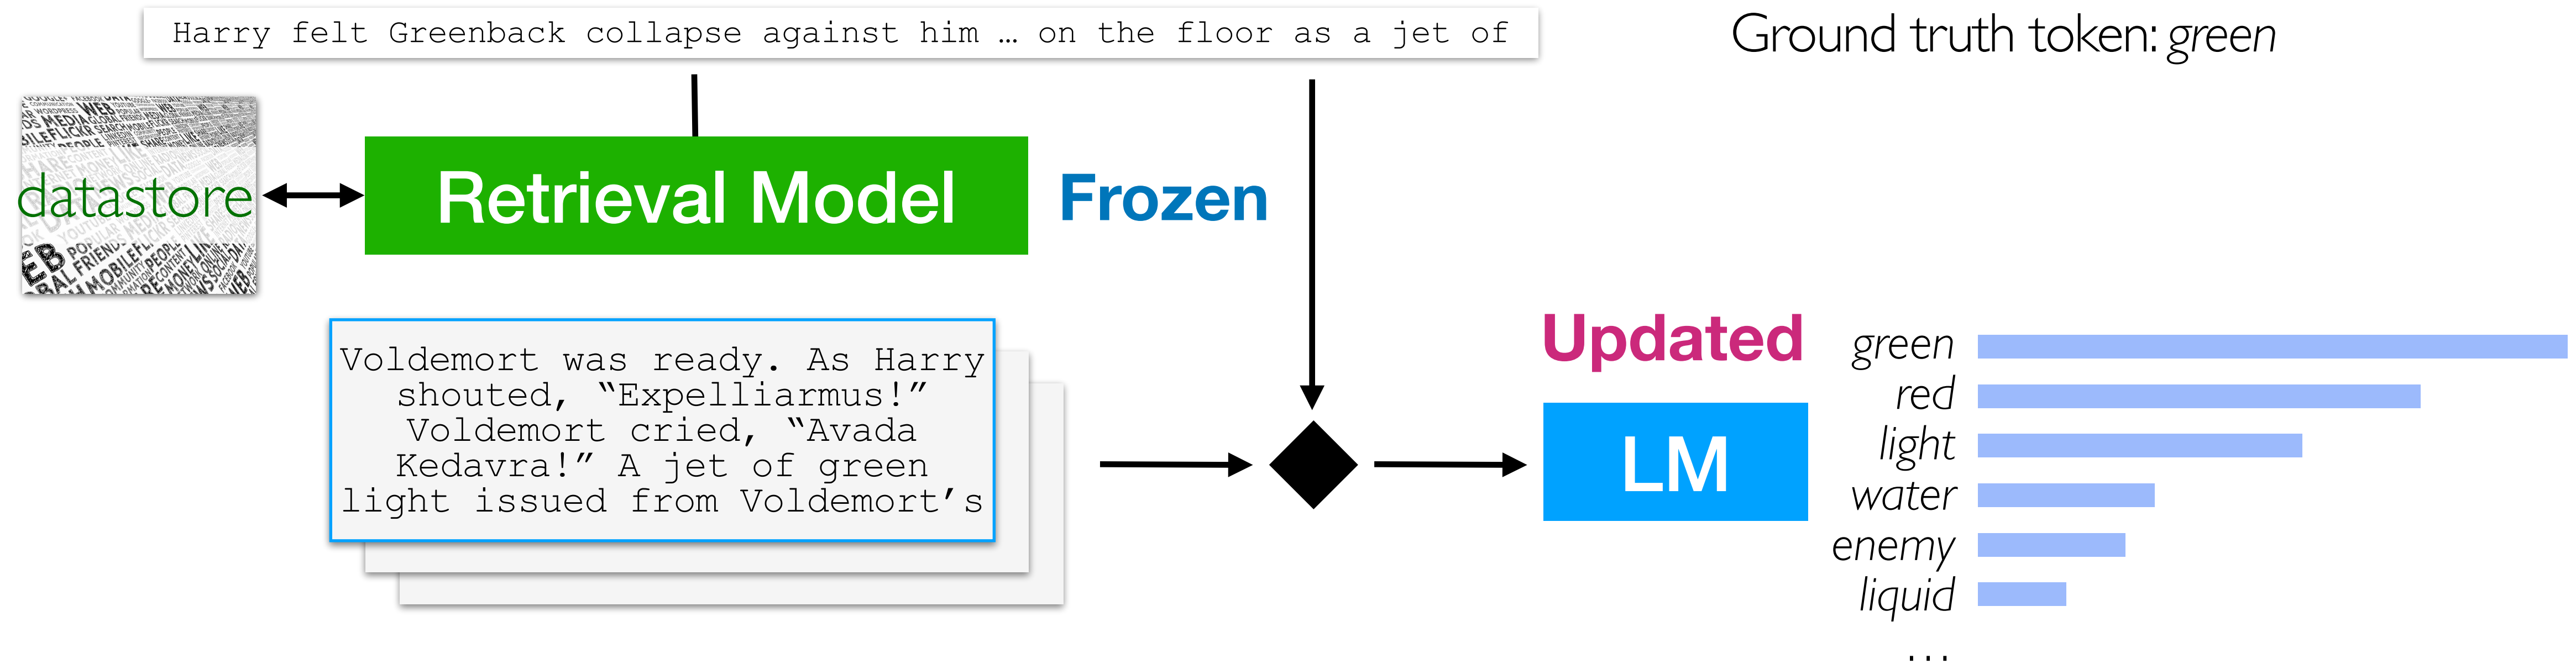 Harry felt Greenback collapse against him … on the floor as a jet of
Ground truth token: green
datastore
Retrieval Model
Frozen
Voldemort was ready. As Harry
shouted, “Expelliarmus!”
Voldemort cried, “Avada
Kedavra!” A jet of green
light issued from Voldemort’s
Updated
LM
green
red
light
water
enemy
liquid
...